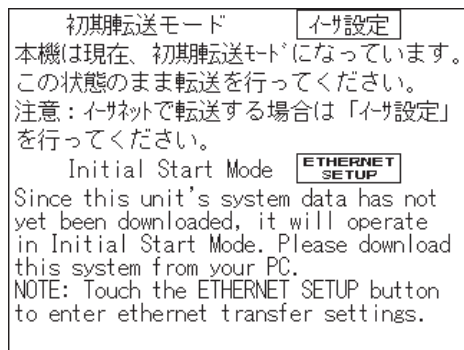 初期転送モード イーサ設定
本機は現在、初期転送モードになっています。
この状態のまま転送を行ってください。
注意：イーサネットで転送する場合は「イーサ設定」
を行ってください。
Initial Start Mode ETHERNET SETUP
Since this unit's system data has not
yet been downloaded, it will operate
in Initial Start Mode. Please download
this system from your PC.
NOTE: Touch the ETHERNET SETUP button
to enter ethernet transfer settings.